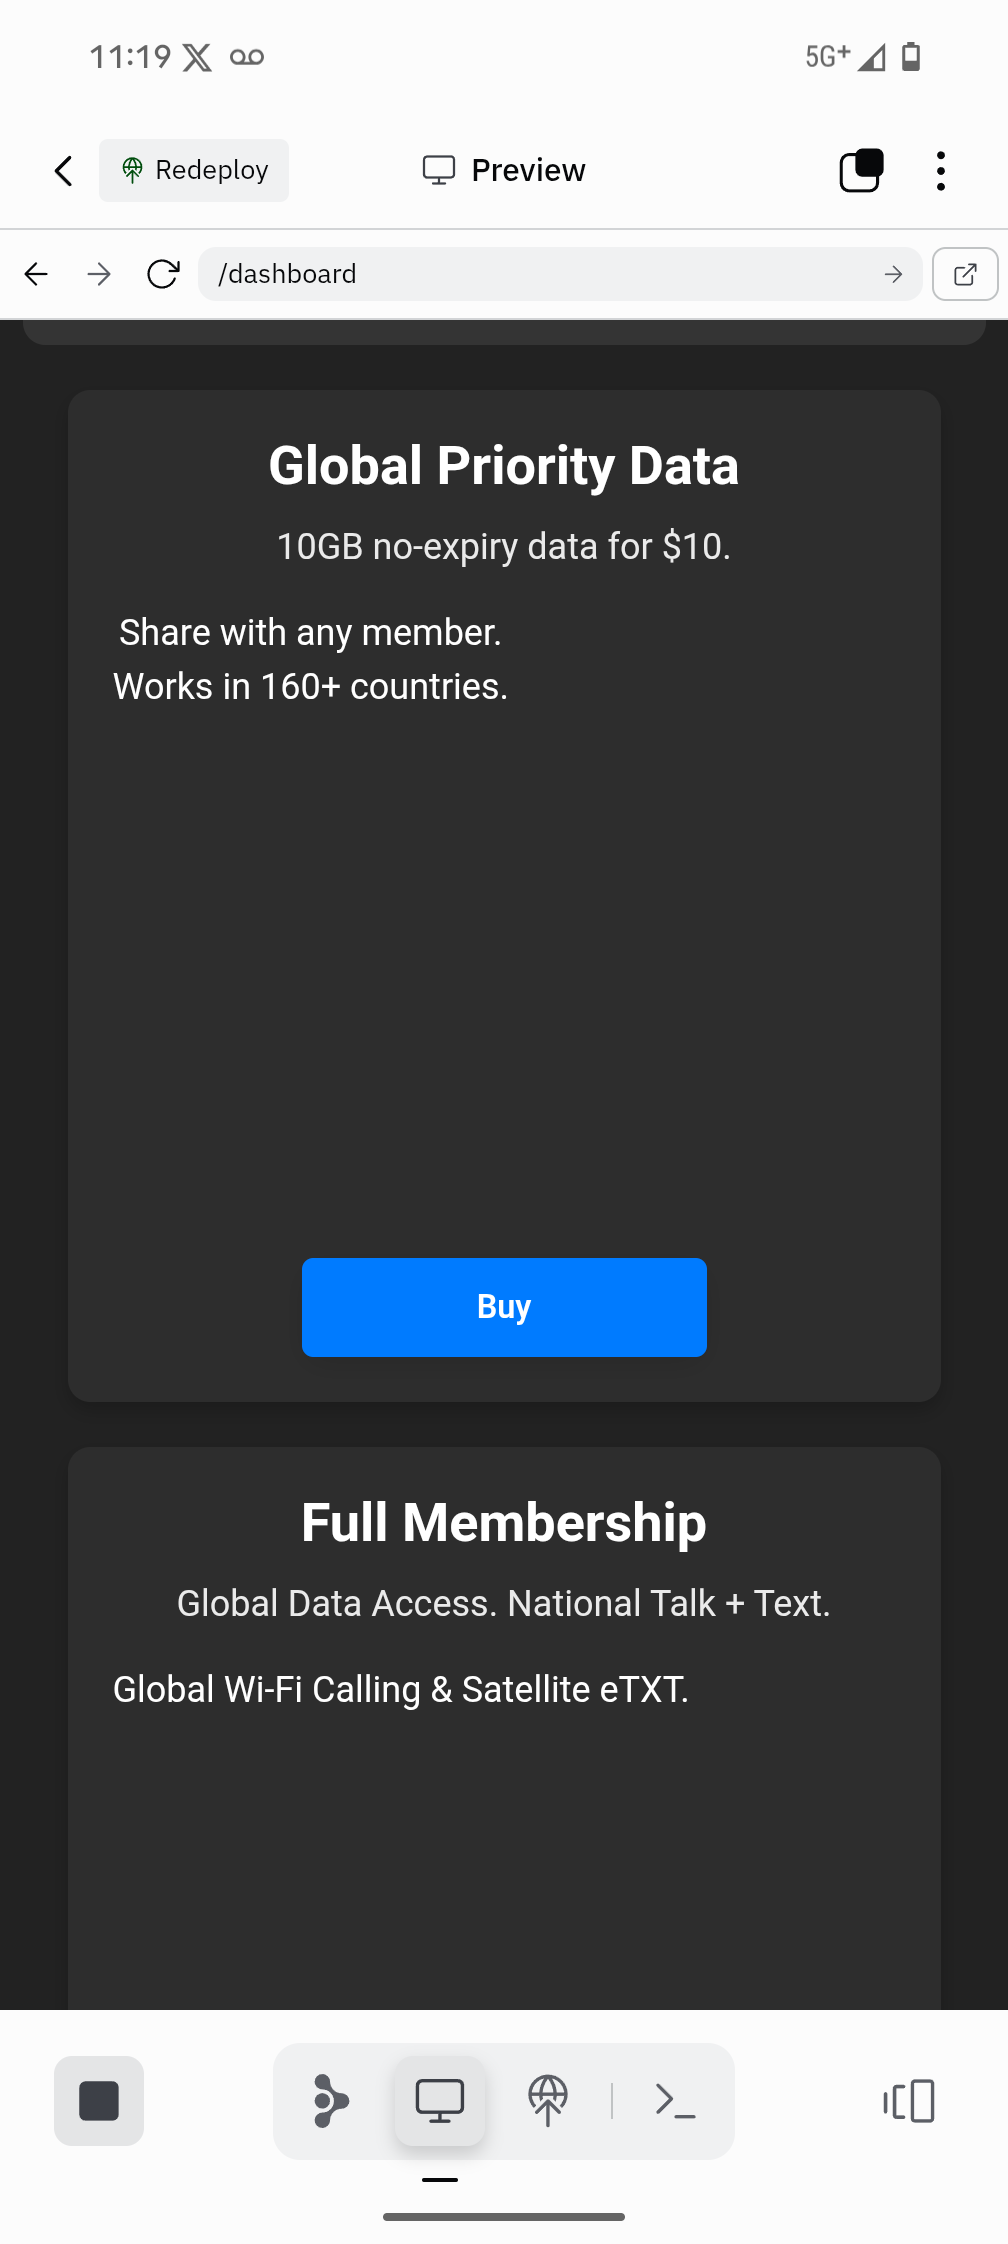 11:19
5G+
Redeploy
Preview
/dashboard
Global Priority Data
10GB no-expiry data for $10.
Share with any member.
Works in 160+ countries.
Buy
Full Membership
Global Data Access. National Talk + Text.
Global Wi-Fi Calling & Satellite eTXT.